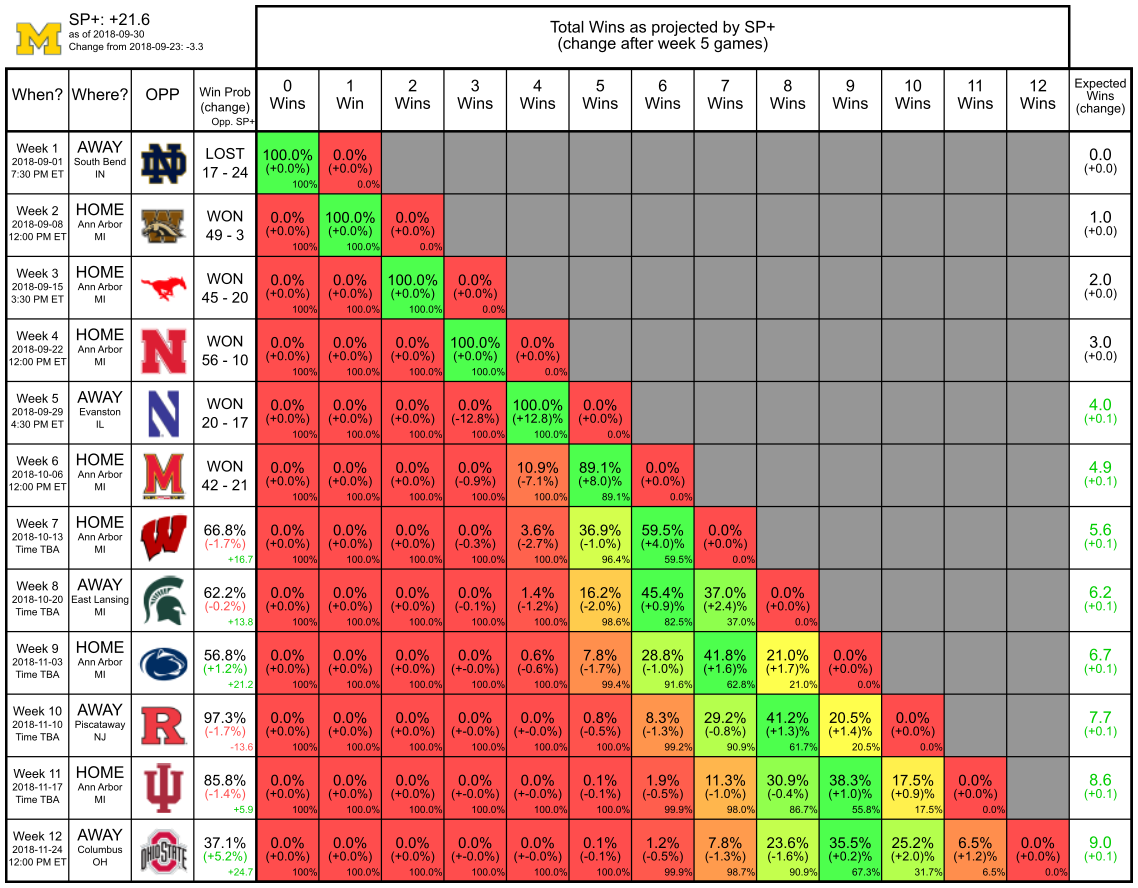 M
SP+: +21.6
as of 2018-09-30
Change from 2018-09-23: -3.3
Total Wins as projected by SP+
(change after week 5 games)
When? Where? OPP Win Prob 0 1 2 3 4 5 6 7 8 9 10 11 12 Expected
(change) Wins Win Wins Wins Wins Wins Wins Wins Wins Wins Wins Wins Wins Wins
Opp. SP+ (change)
Week 1 AWAY LOST 100.0% 0.0% 0.0
2018-09-01 South Bend ND 17 - 24 (+0.0%) (+0.0%) (+0.0)
7:30 PM ET IN 100% 0.0%
Week 2 HOME WON 0.0% 100.0% 0.0% 1.0
2018-09-08 Ann Arbor W 49 - 3 (+0.0%) (+0.0%) (+0.0%) (+0.0)
12:00 PM ET MI 100% 100.0% 0.0%
Week 3 HOME WON 0.0% 0.0% 100.0% 0.0% 2.0
2018-09-15 Ann Arbor 45 - 20 (+0.0%) (+0.0%) (+0.0%) (+0.0%) (+0.0)
3:30 PM ET MI 100% 100.0% 100.0% 0.0%
Week 4 HOME WON 0.0% 0.0% 0.0% 100.0% 0.0% 3.0
2018-09-22 Ann Arbor N 56 - 10 (+0.0%) (+0.0%) (+0.0%) (+0.0%) (+0.0%) (+0.0)
12:00 PM ET MI 100% 100.0% 100.0% 100.0% 0.0%
Week 5 AWAY WON 0.0% 0.0% 0.0% 0.0% 100.0% 0.0% 4.0
2018-09-29 Evanston N 20 - 17 (+0.0%) (+0.0%) (+0.0%) (-12.8%) (+12.8)% (+0.0%) (+0.1)
4:30 PM ET IL 100% 100.0% 100.0% 100.0% 100.0% 0.0%
Week 6 HOME WON 0.0% 0.0% 0.0% 0.0% 10.9% 89.1% 0.0% 4.9
2018-10-06 Ann Arbor M 42 - 21 (+0.0%) (+0.0%) (+0.0%) (-0.9%) (-7.1%) (+8.0)% (+0.0%) (+0.1)
12:00 PM ET MI 100% 100.0% 100.0% 100.0% 100.0% 89.1% 0.0%
Week 7 HOME 66.8% 0.0% 0.0% 0.0% 0.0% 3.6% 36.9% 59.5% 0.0% 5.6
2018-10-13 Ann Arbor W (-1.7%) (+0.0%) (+0.0%) (+0.0%) (-0.3%) (-2.7%) (-1.0%) (+4.0)% (+0.0%) (+0.1)
Time TBA MI +16.7 100% 100.0% 100.0% 100.0% 100.0% 96.4% 59.5% 0.0%
Week 8 AWAY 62.2% 0.0% 0.0% 0.0% 0.0% 1.4% 16.2% 45.4% 37.0% 0.0% 6.2
2018-10-20 East Lansing (-0.2%) (+0.0%) (+0.0%) (+0.0%) (-0.1%) (-1.2%) (-2.0%) (+0.9)% (+2.4)% (+0.0%) (+0.1)
Time TBA MI +13.8 100% 100.0% 100.0% 100.0% 100.0% 98.6% 82.5% 37.0% 0.0%
Week 9 HOME 56.8% 0.0% 0.0% 0.0% 0.0% 0.6% 7.8% 28.8% 41.8% 21.0% 0.0% 6.7
2018-11-03 Ann Arbor (+1.2%) (+0.0%) (+0.0%) (+0.0%) (+-0.0%) (-0.6%) (-1.7%) (-1.0%) (+1.6)% (+1.7)% (+0.0%) (+0.1)
Time TBA MI +21.2 100% 100.0% 100.0% 100.0% 100.0% 99.4% 91.6% 62.8% 21.0% 0.0%
Week 10 AWAY 97.3% 0.0% 0.0% 0.0% 0.0% 0.0% 0.8% 8.3% 29.2% 41.2% 20.5% 0.0% 7.7
2018-11-10 Piscataway R (-1.7%) (+0.0%) (+0.0%) (+0.0%) (+-0.0%) (+-0.0%) (-0.5%) (-1.3%) (-0.8%) (+1.3)% (+1.4)% (+0.0%) (+0.1)
Time TBA NJ -13.6 100% 100.0% 100.0% 100.0% 100.0% 100.0% 99.2% 90.9% 61.7% 20.5% 0.0%
Week 11 HOME 85.8% 0.0% 0.0% 0.0% 0.0% 0.0% 0.1% 1.9% 11.3% 30.9% 38.3% 17.5% 0.0% 8.6
2018-11-17 Ann Arbor IU (-1.4%) (+0.0%) (+0.0%) (+0.0%) (+-0.0%) (+-0.0%) (-0.1%) (-0.5%) (-1.0%) (-0.4%) (+1.0)% (+0.9)% (+0.0%) (+0.1)
Time TBA MI +5.9 100% 100.0% 100.0% 100.0% 100.0% 100.0% 99.9% 98.0% 86.7% 55.8% 17.5% 0.0%
Week 12 AWAY 37.1% 0.0% 0.0% 0.0% 0.0% 0.0% 0.1% 1.2% 7.8% 23.6% 35.5% 25.2% 6.5% 0.0% 9.0
2018-11-24 Columbus OHIO STATE (+5.2%) (+0.0%) (+0.0%) (+0.0%) (+-0.0%) (+-0.0%) (-0.1%) (-0.5%) (-1.3%) (-1.6%) (+0.2)% (+2.0)% (+1.2)% (+0.0%) (+0.1)
12:00 PM ET OH +24.7 100% 100.0% 100.0% 100.0% 100.0% 100.0% 99.9% 98.7% 90.9% 67.3% 31.7% 6.5% 0.0%